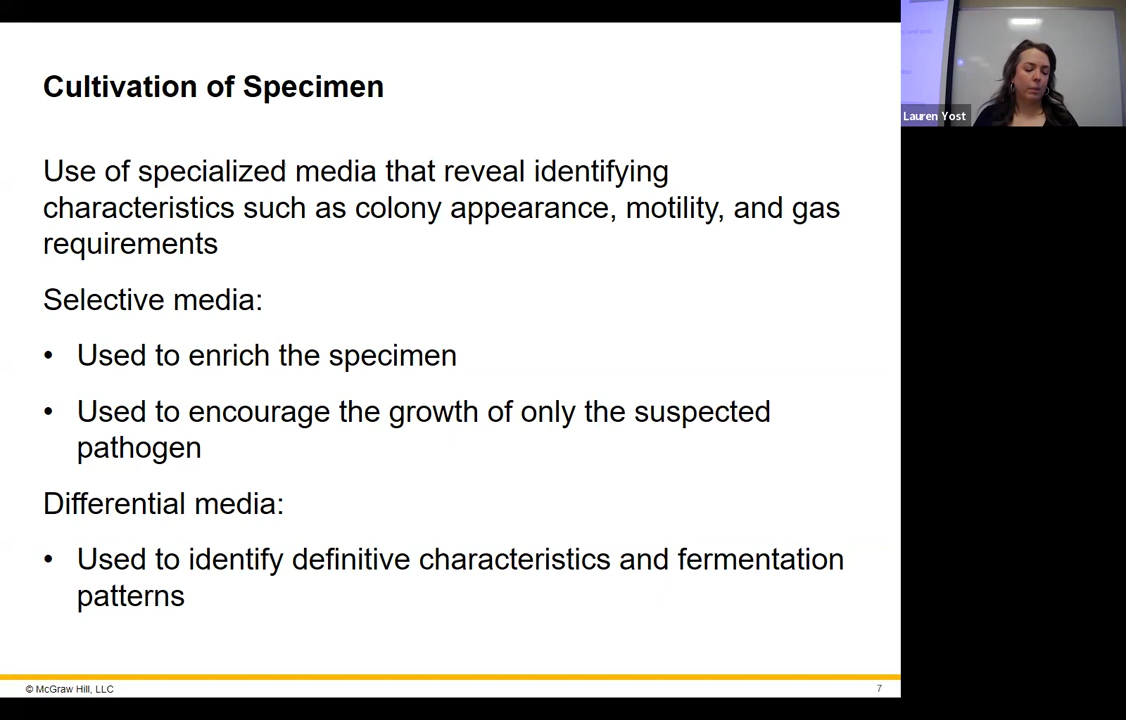 Cultivation of Specimen
Use of specialized media that reveal identifying
characteristics such as colony appearance, motility, and gas
requirements
Selective media:
• Used to enrich the specimen
• Used to encourage the growth of only the suspected
pathogen
Differential media:
• Used to identify definitive characteristics and fermentation
patterns
© McGraw Hill, LLC
7
Lauren Yost